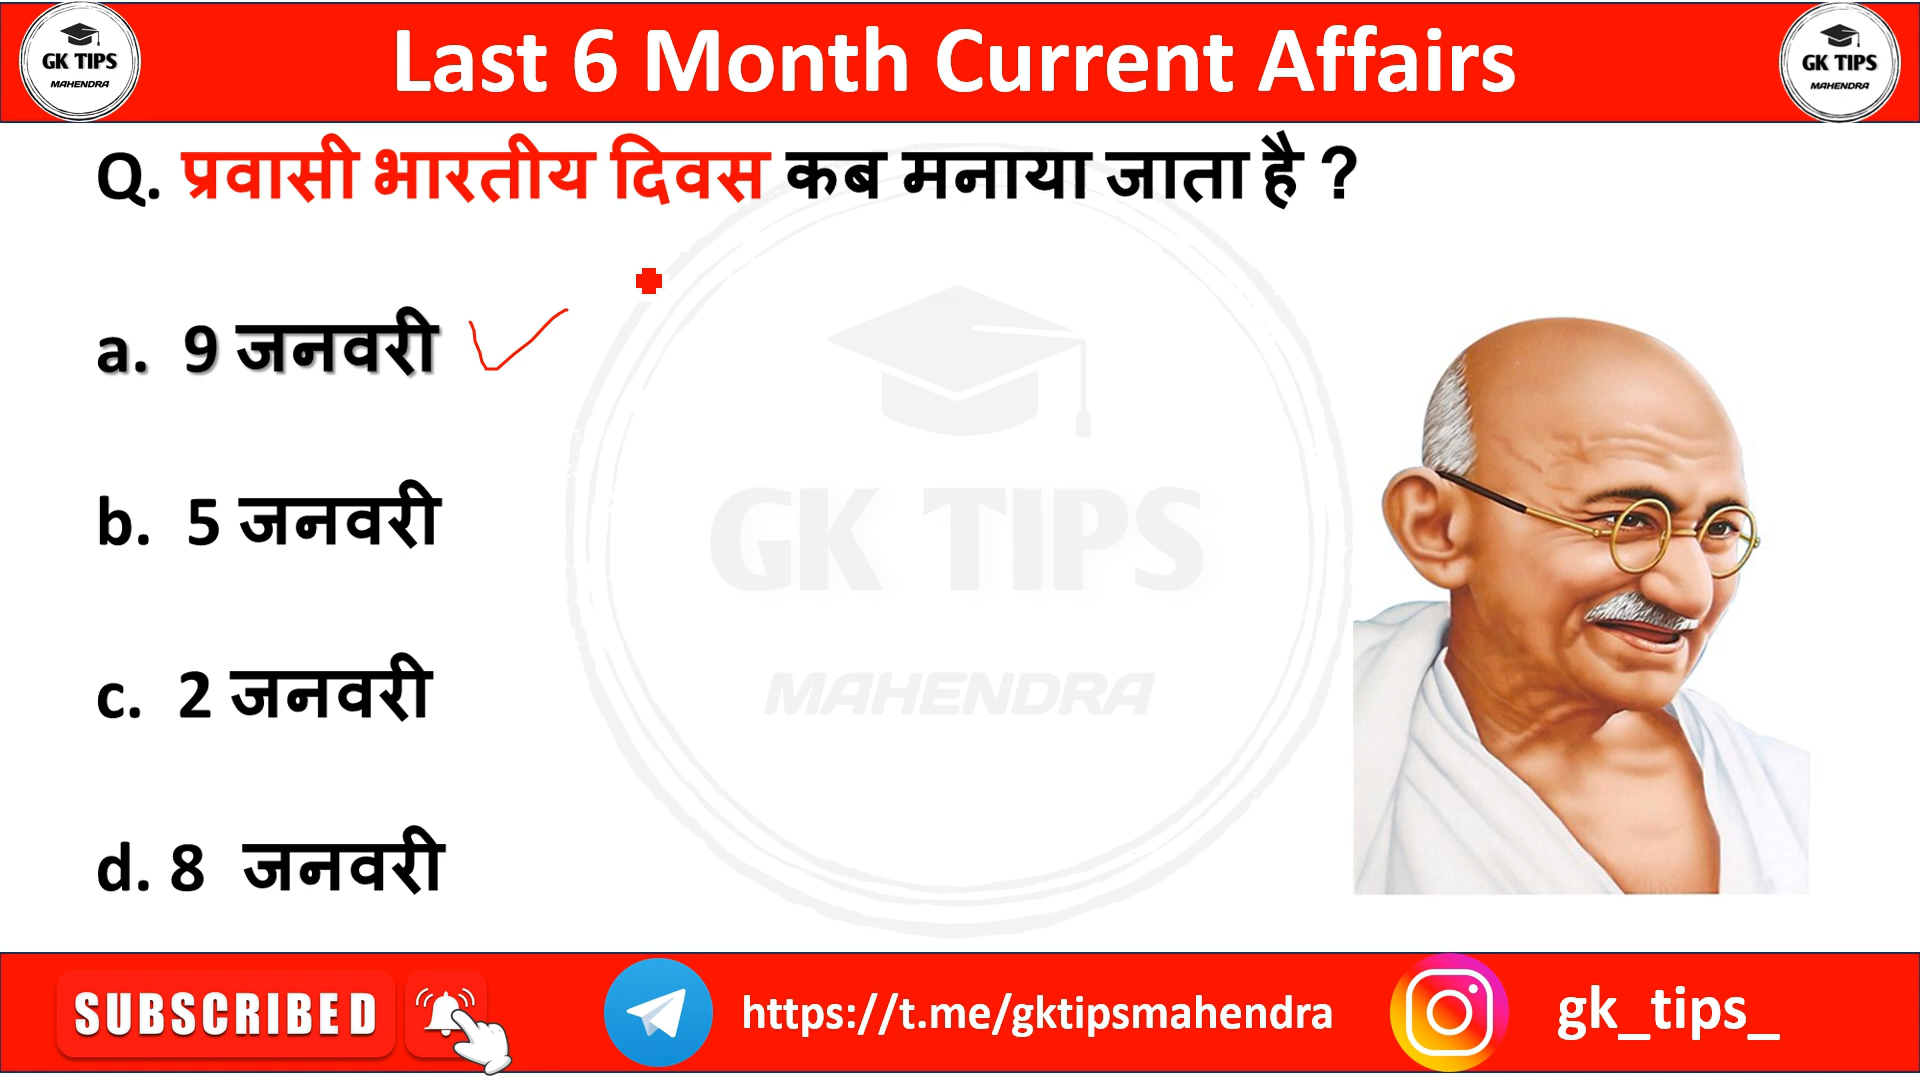 GK TIPS
MAHENDRA
Last 6 Month Current Affairs
GK TIPS
MAHENDRA
Q. प्रवासी भारतीय दिवस कब मनाया जाता है ?
a. 9 जनवरी
b. 5 जनवरी
c. 2 जनवरी
d. 8 जनवरी
GK TIPS
MAHENDRA
SUBSCRIBED
https://t.me/gktipsmahendra
gk_tips_